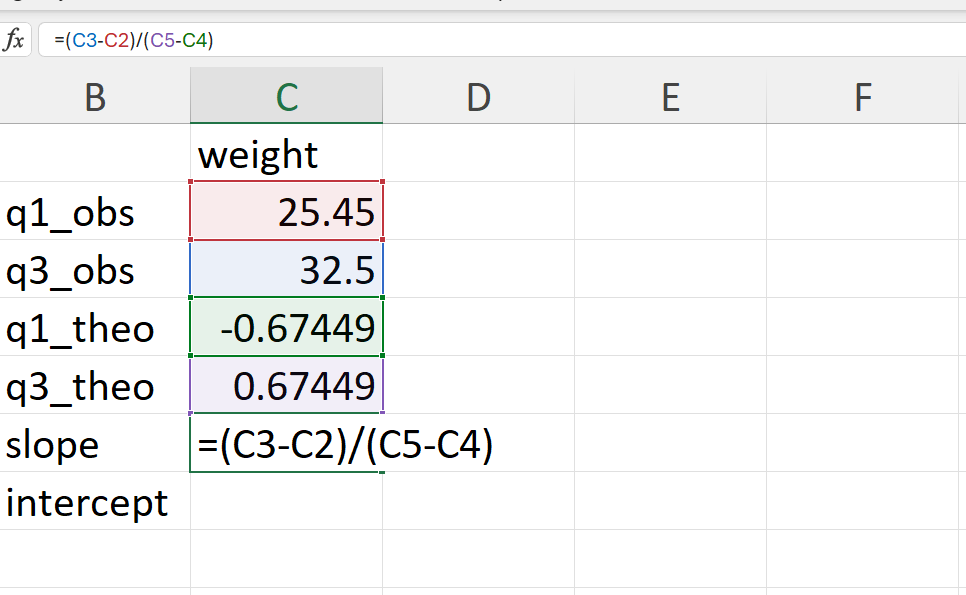 fx =(C3-C2)/(C5-C4)
B C D E F
weight
q1_obs 25.45
q3_obs 32.5
q1_theo -0.67449
q3_theo 0.67449
slope =(C3-C2)/(C5-C4)
intercept